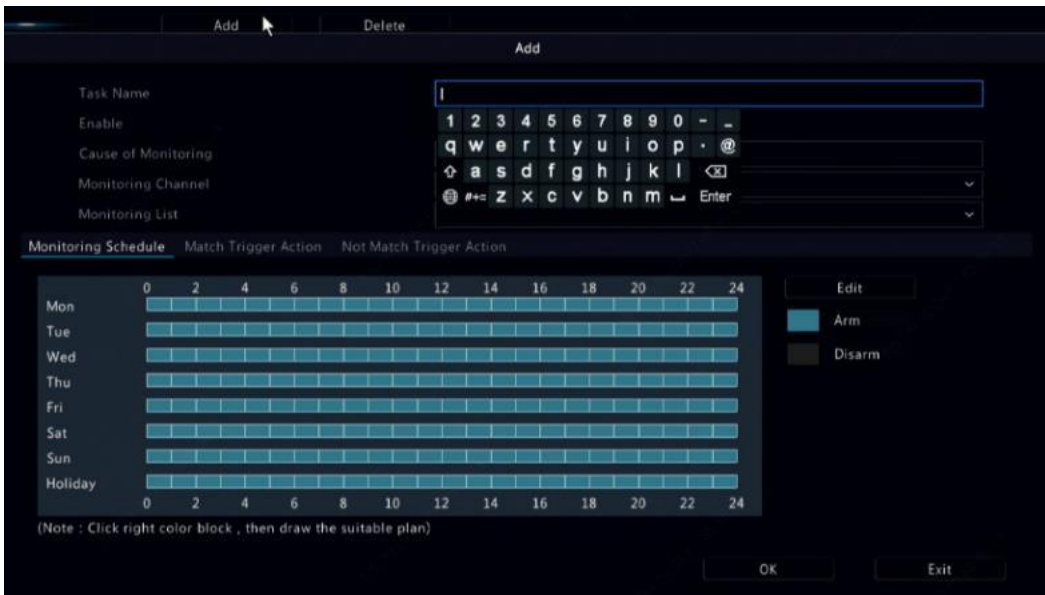 Add Delete
Add
Task Name
Enable
Cause of Monitoring
Monitoring Channel
Monitoring List
1 2 3 4 5 6 7 8 9 0 - _
q w e r t y u i o p . @
a s d f g h j k l
#+= z x c v b n m Enter
Monitoring Schedule Match Trigger Action Not Match Trigger Action
0 2 4 6 8 10 12 14 16 18 20 22 24
Edit
Mon
Arm
Tue
Wed
Disarm
Thu
Fri
Sat
Sun
Holiday
0 2 4 6 8 10 12 14 16 18 20 22 24
(Note : Click right color block , then draw the suitable plan)
OK Exit